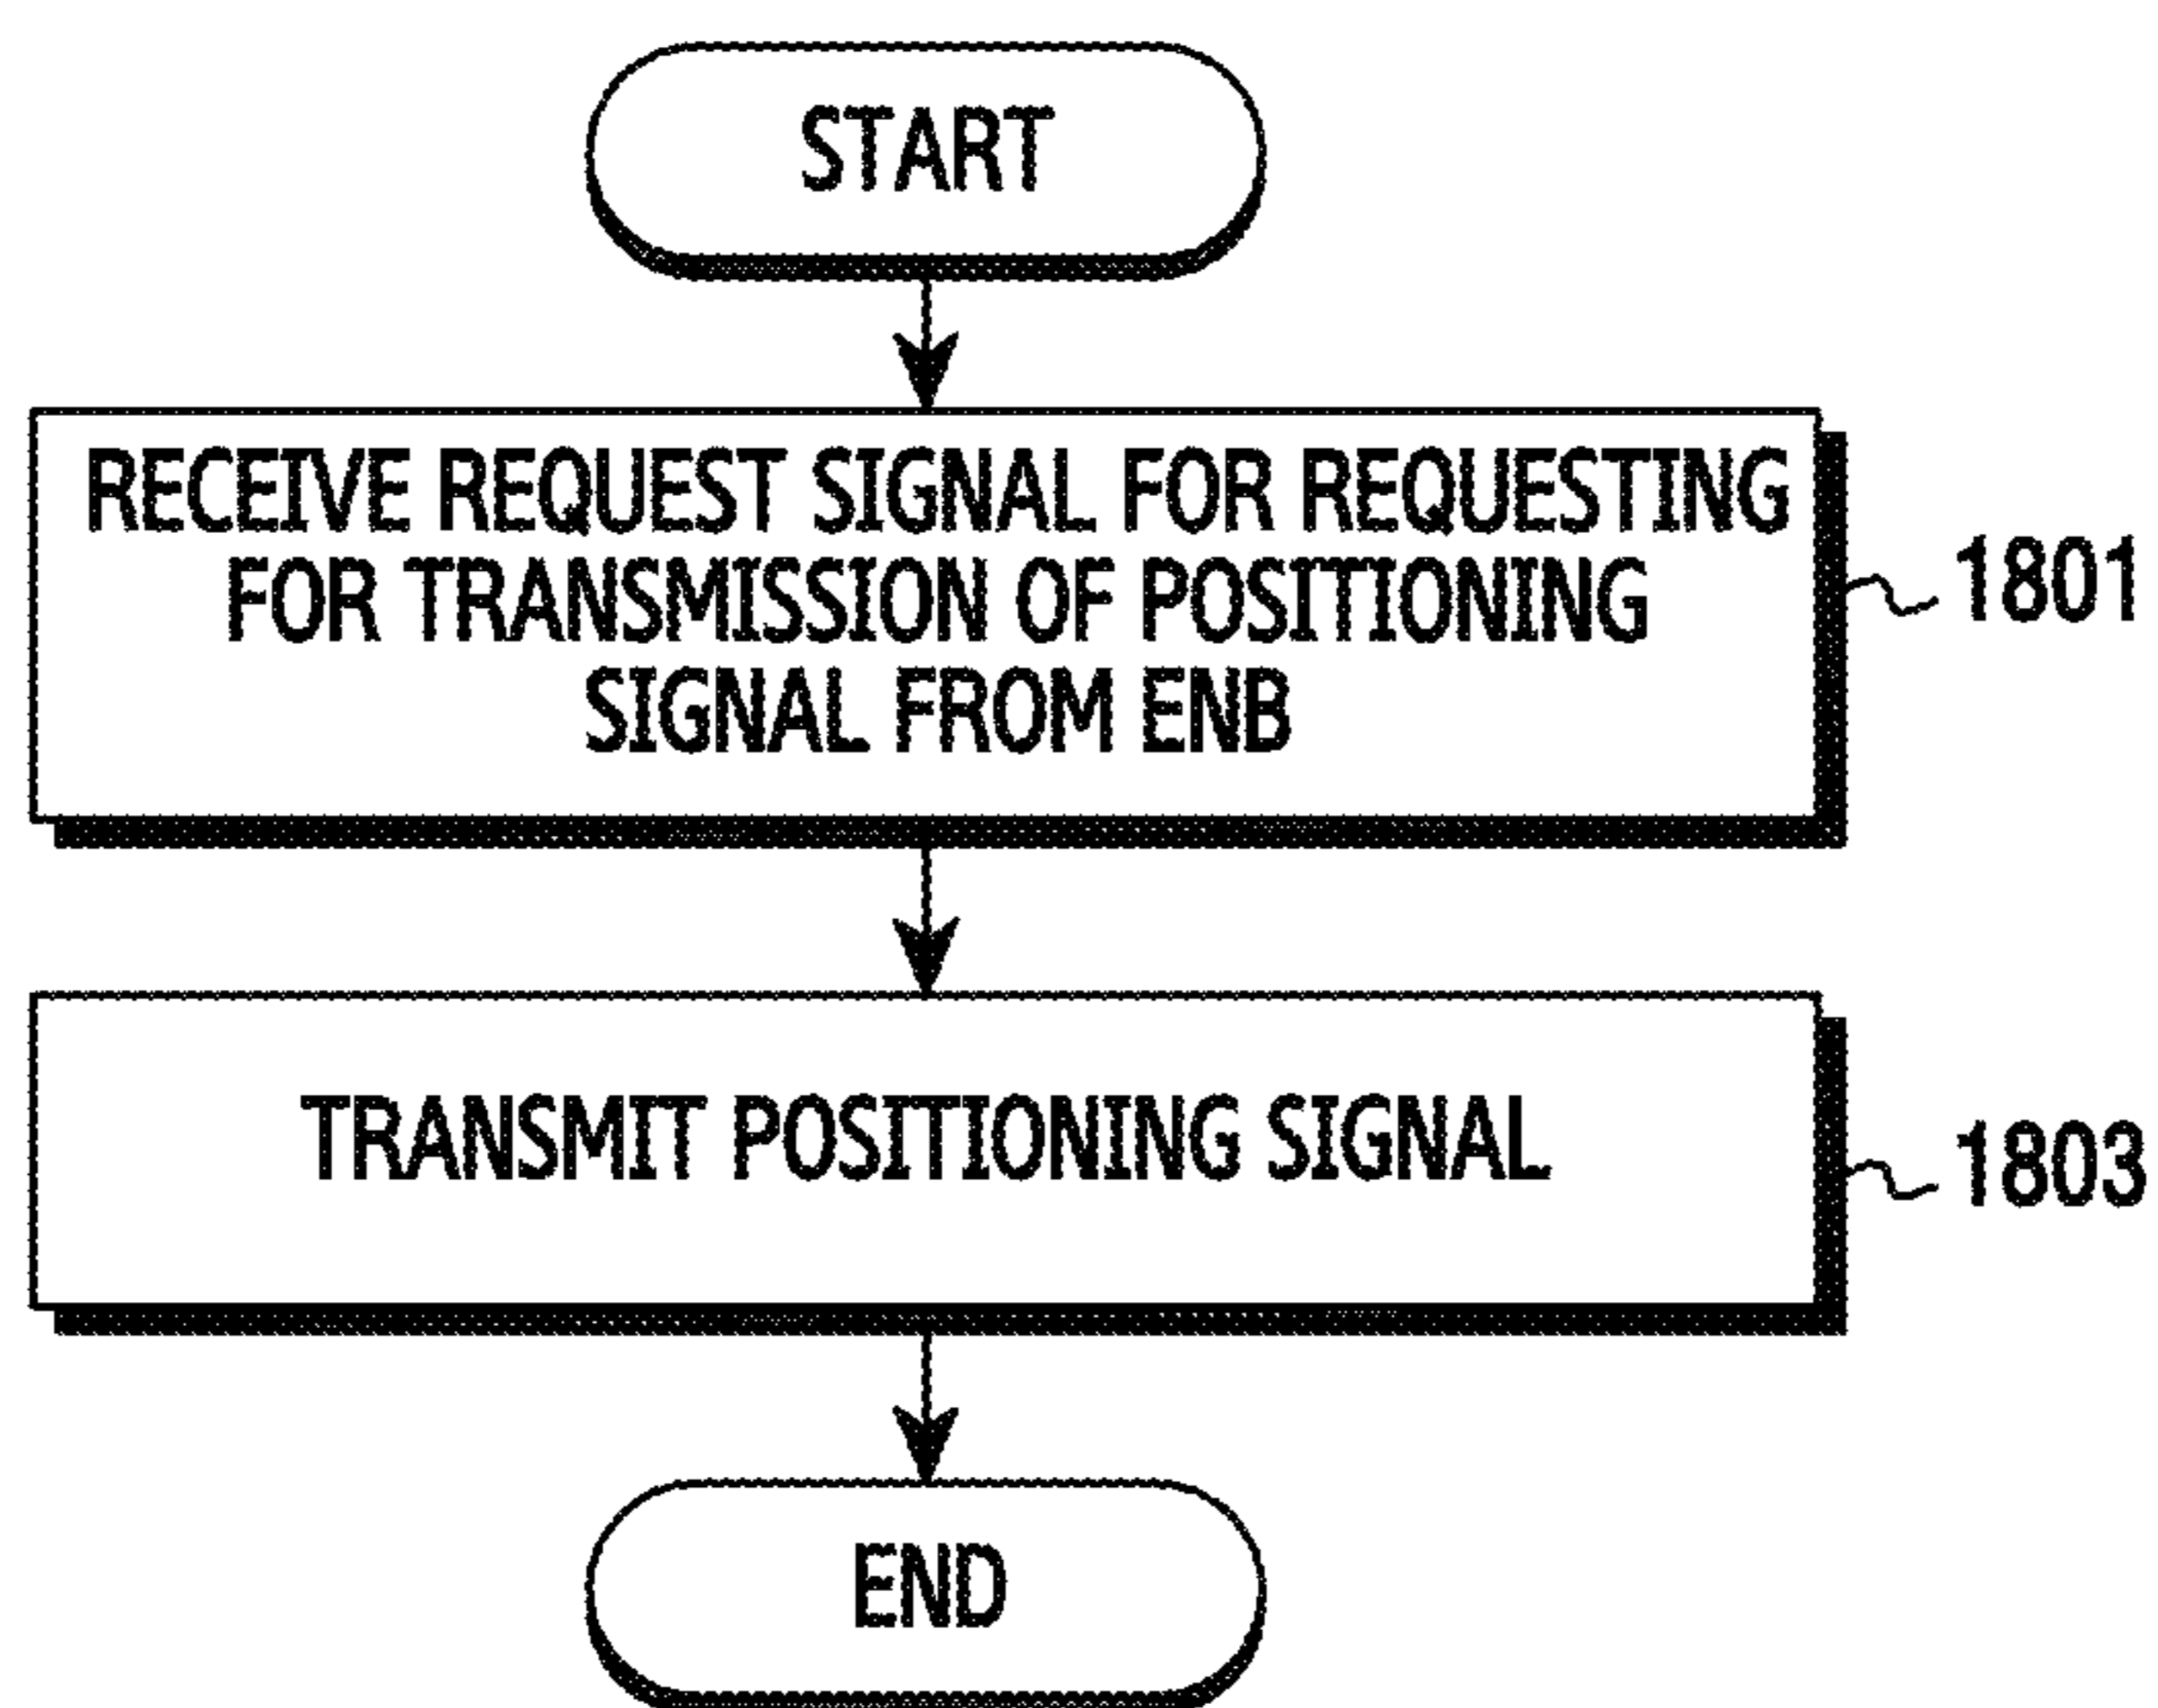 START
RECEIVE REQUEST SIGNAL FOR REQUESTING
FOR TRANSMISSION OF POSITIONING
SIGNAL FROM ENB
1801
TRANSMIT POSITIONING SIGNAL
1803
END